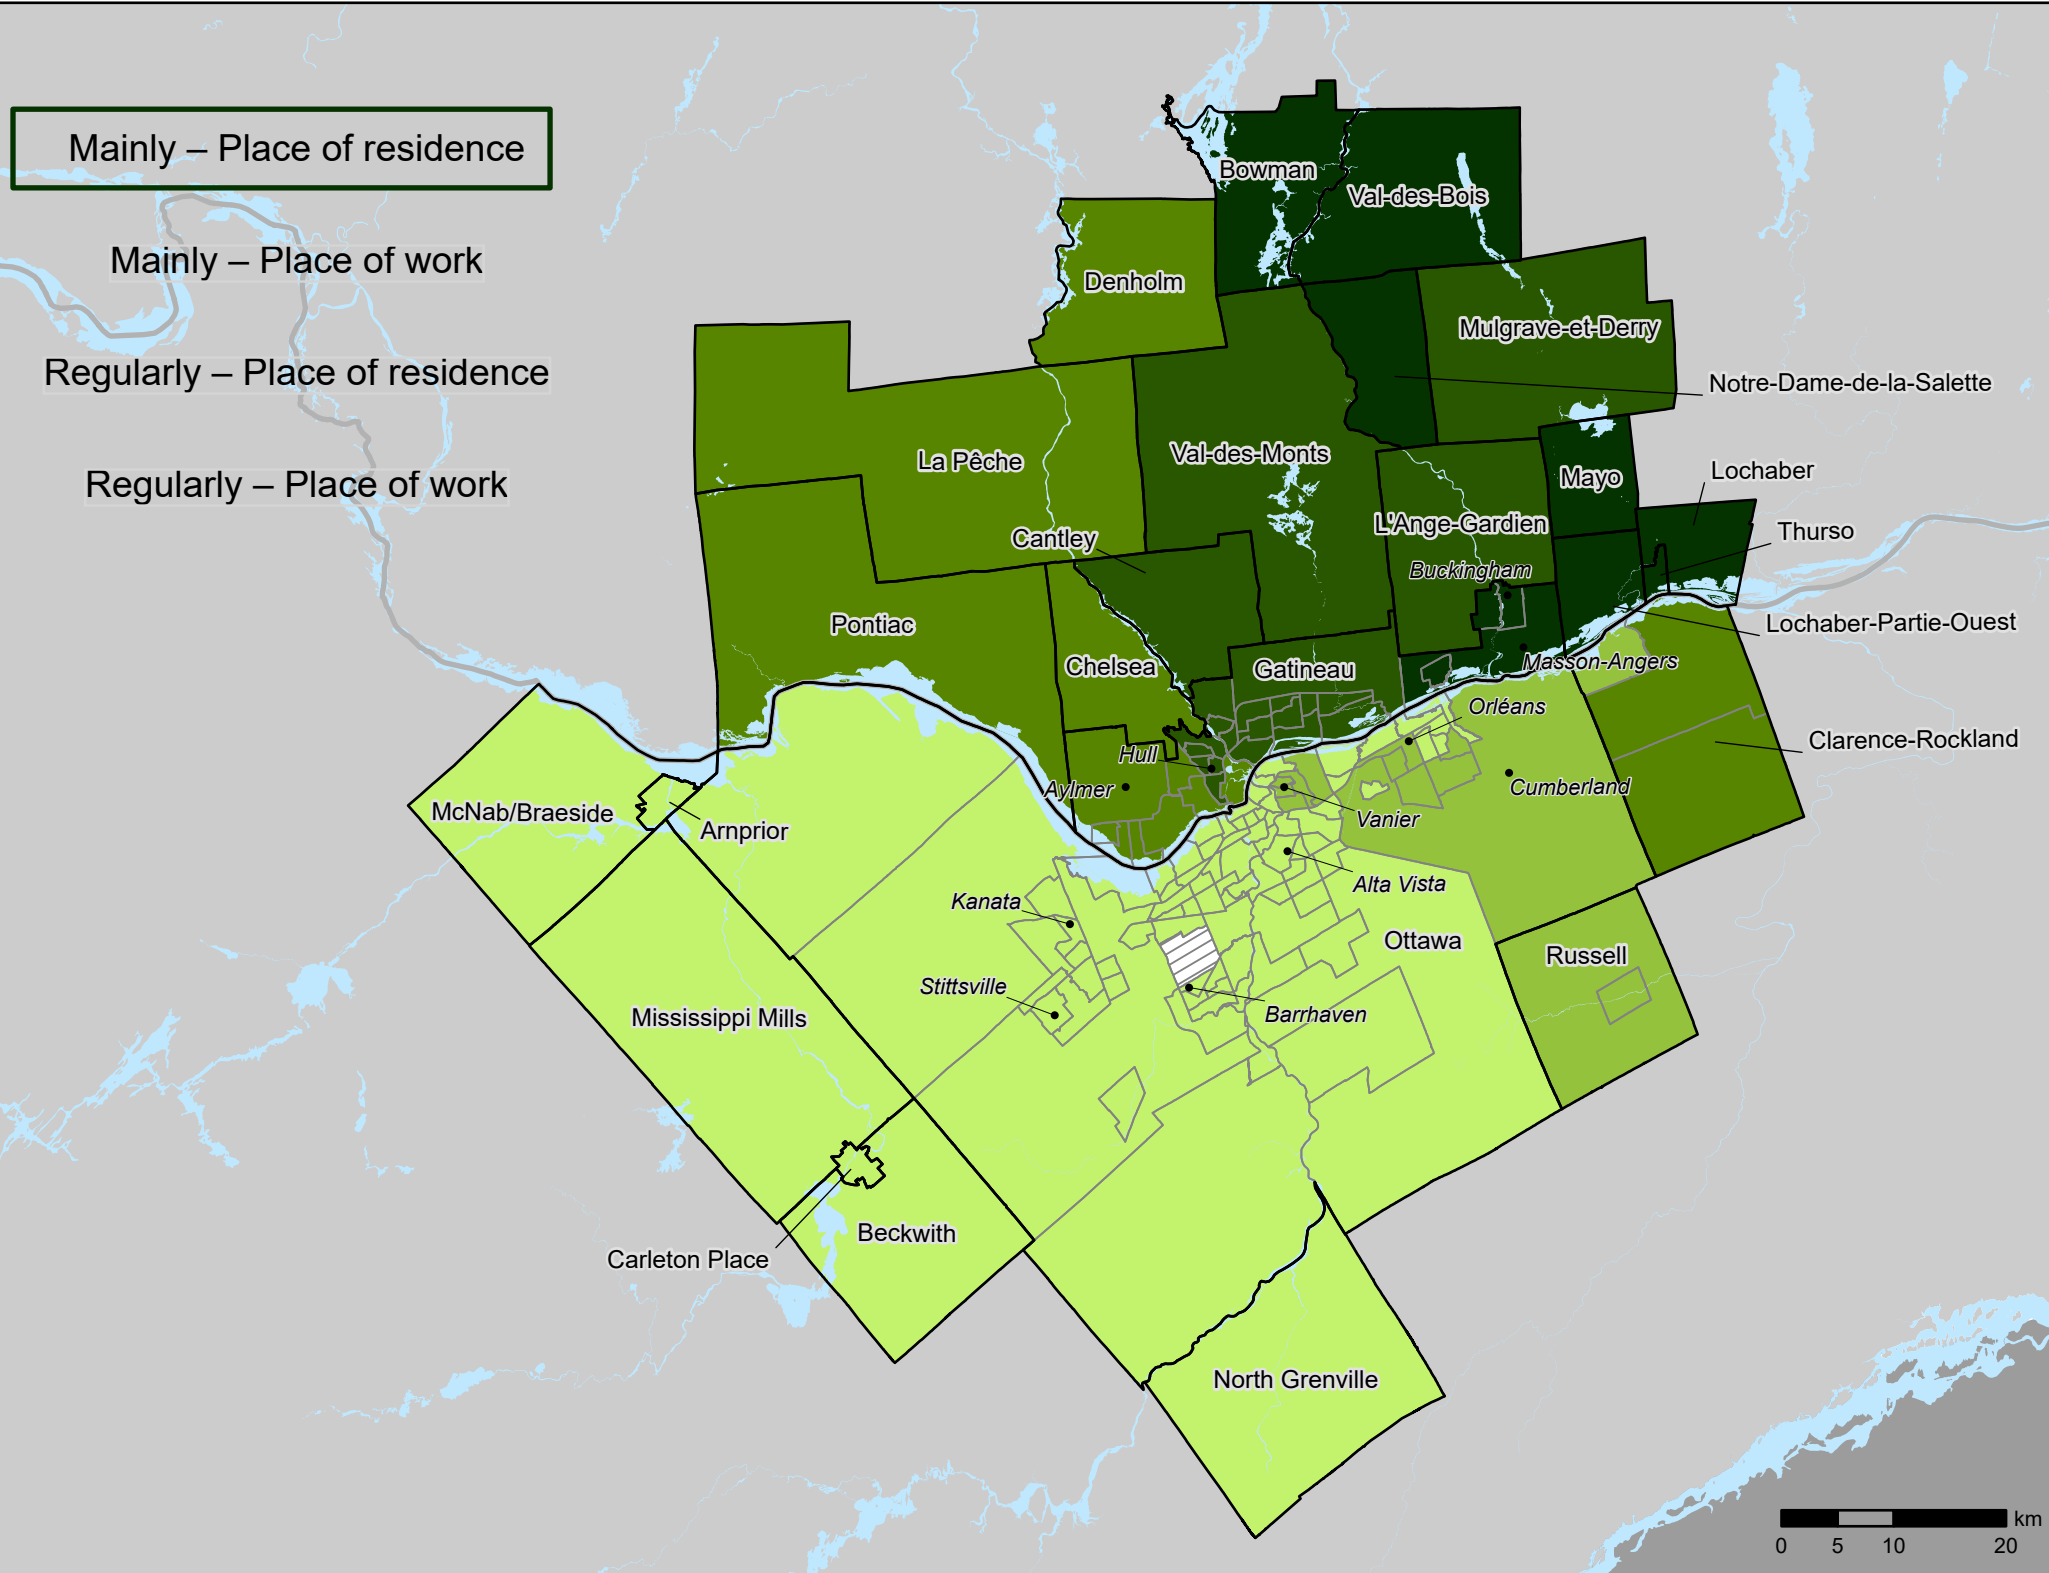 Mainly – Place of residence
Mainly – Place of work
Regularly – Place of residence
Regularly – Place of work
Bowman
Val-des-Bois
Denholm
Mulgrave-et-Derry
Notre-Dame-de-la-Salette
La Pêche
Val-des-Monts
Mayo
Lochaber
L'Ange-Gardien
Cantley
Thurso
Buckingham
Pontiac
Lochaber-Partie-Ouest
Chelsea
Gatineau
Masson-Angers
Orléans
Clarence-Rockland
Hull
Aylmer
Cumberland
McNab/Braeside
Arnprior
Vanier
Alta Vista
Kanata
Ottawa
Russell
Stittsville
Barrhaven
Mississippi Mills
Beckwith
Carleton Place
North Grenville
km
0 5 10 20